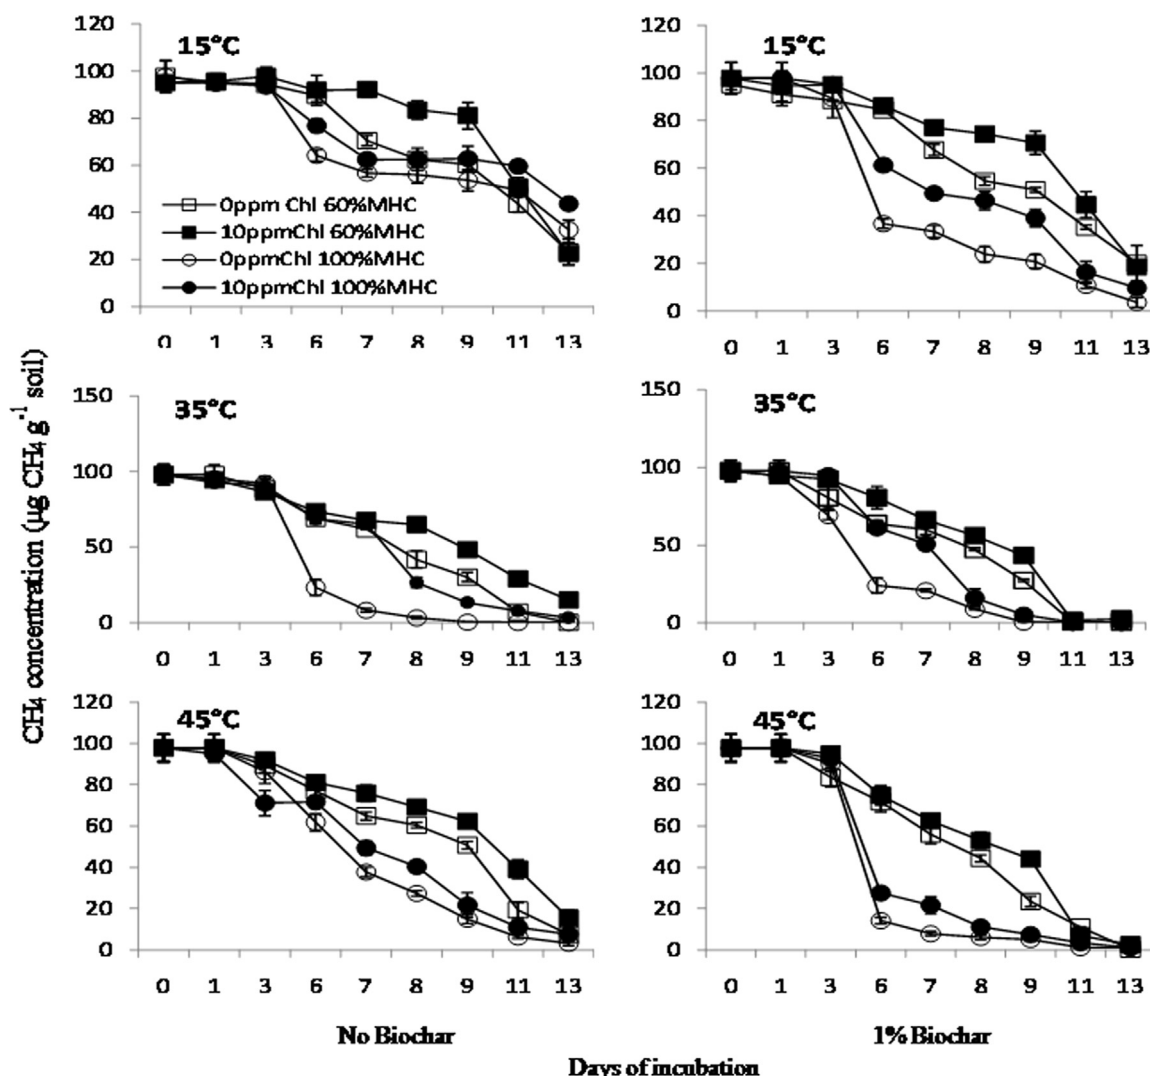 120
100
80
60
40
20
0
15°C
0ppm Chl 60%MHC
10ppmChl 60%MHC
0ppmChl 100%MHC
10ppmChl 100%MHC
0 1 3 6 7 8 9 11 13
120
100
80
60
40
20
0
15°C
0 1 3 6 7 8 9 11 13
CH4 concentration (µg CH4 g-1 soil)
150
100
50
0
35°C
0 1 3 6 7 8 9 11 13
150
100
50
0
35°C
0 1 3 6 7 8 9 11 13
120
100
80
60
40
20
0
45°C
0 1 3 6 7 8 9 11 13
120
100
80
60
40
20
0
45°C
0 1 3 6 7 8 9 11 13
No Biochar
1% Biochar
Days of incubation